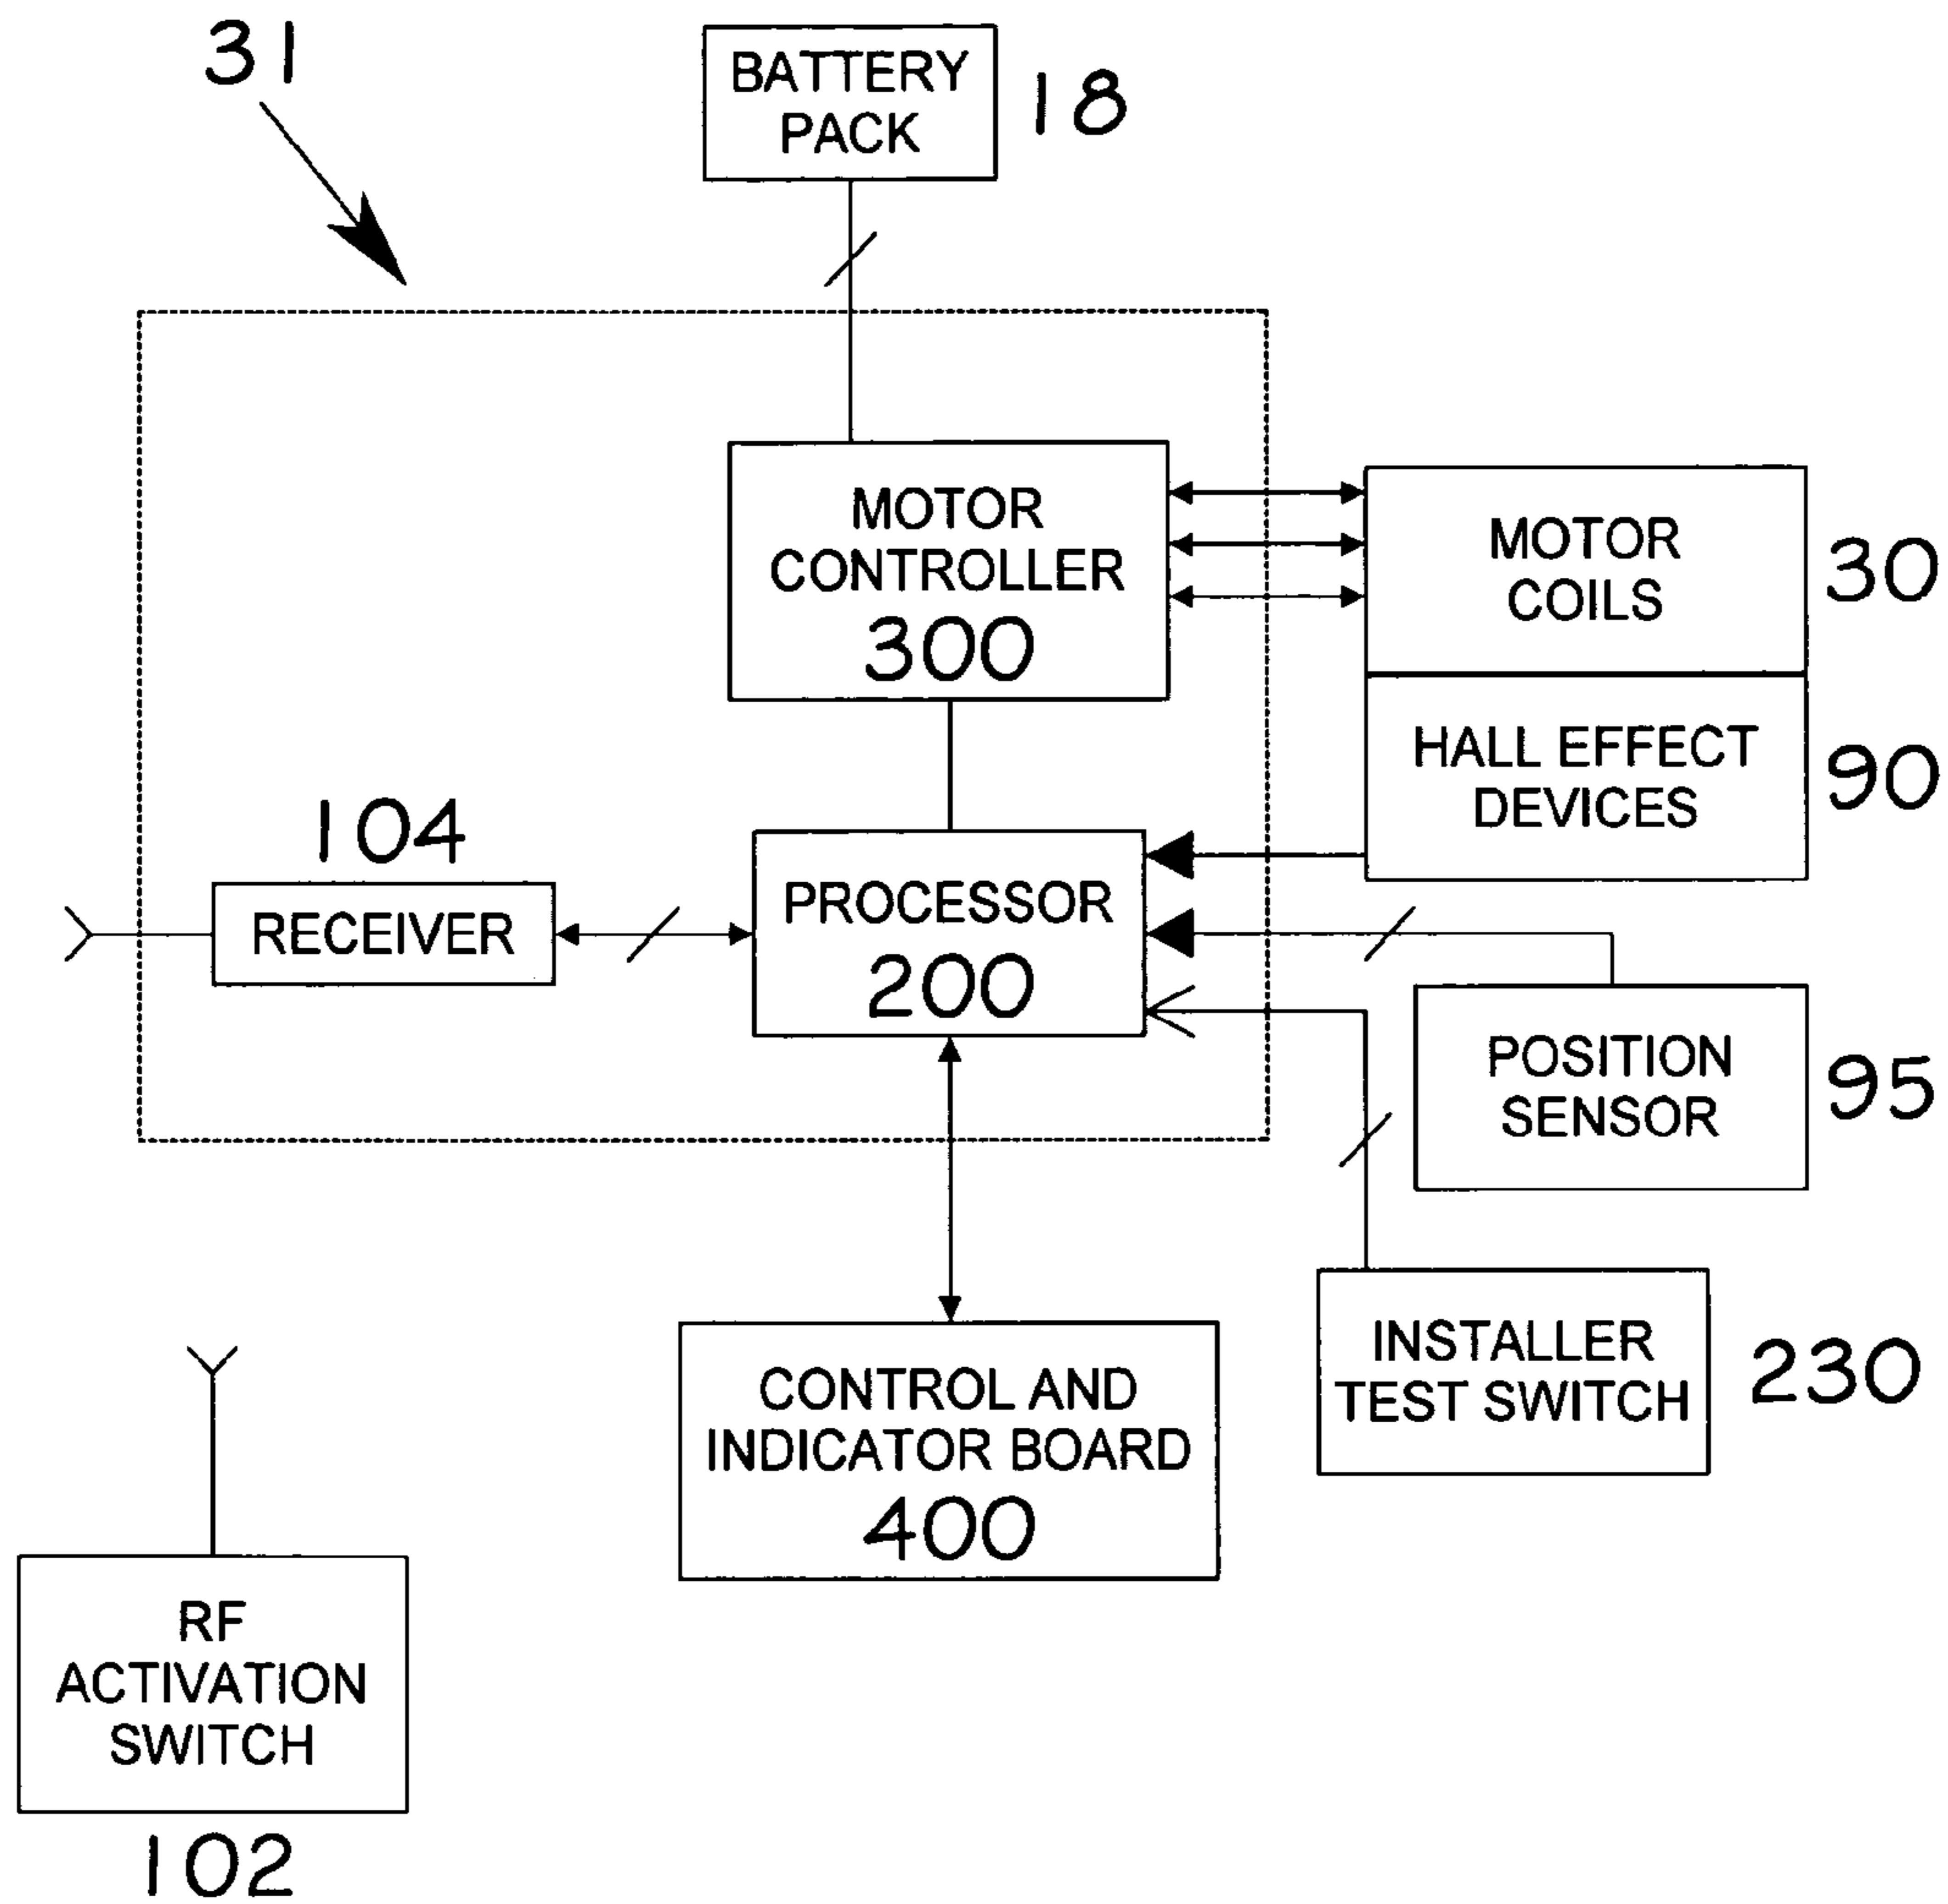 31
BATTERY
PACK
18
MOTOR
CONTROLLER
300
MOTOR
COILS
30
HALL EFFECT
DEVICES
90
104
RECEIVER
PROCESSOR
200
POSITION
SENSOR
95
INSTALLER
TEST SWITCH
230
CONTROL AND
INDICATOR BOARD
400
RF
ACTIVATION
SWITCH
102